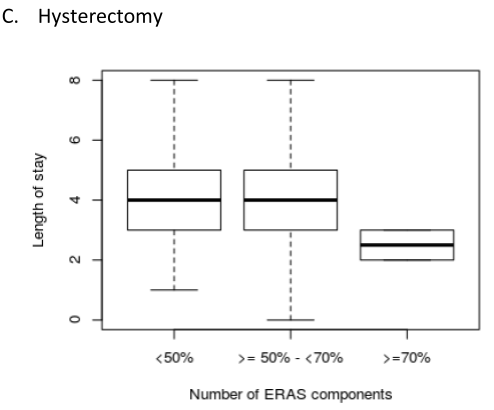 C. Hysterectomy
8
6
4
2
0
Length of stay
<50%
>= 50% - <70%
>=70%
Number of ERAS components